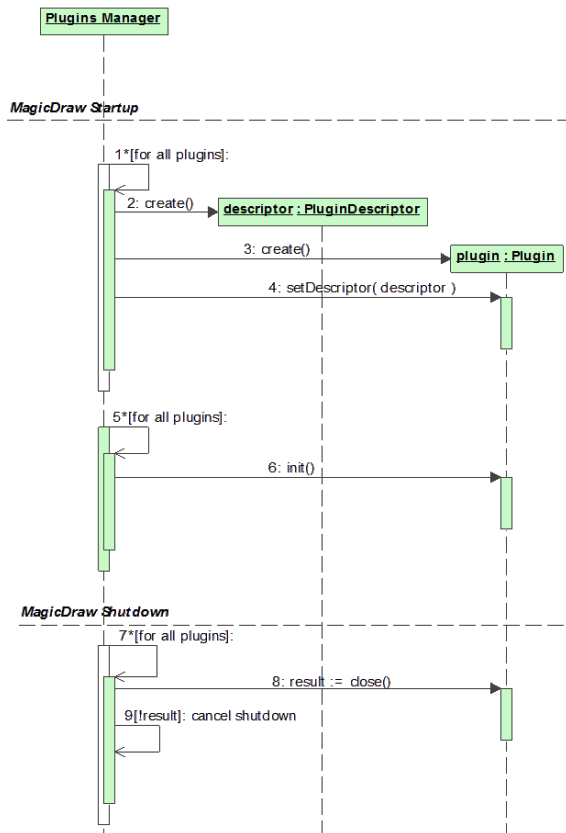 Plugins Manager
MagicDraw Startup
1*[for all plugins]:
2: create()
descriptor : PluginDescriptor
3: create()
plugin : Plugin
4: setDescriptor( descriptor )
5*[for all plugins]:
6: init()
MagicDraw Shutdown
7*[for all plugins]:
8: result := close()
9[!result]: cancel shutdown